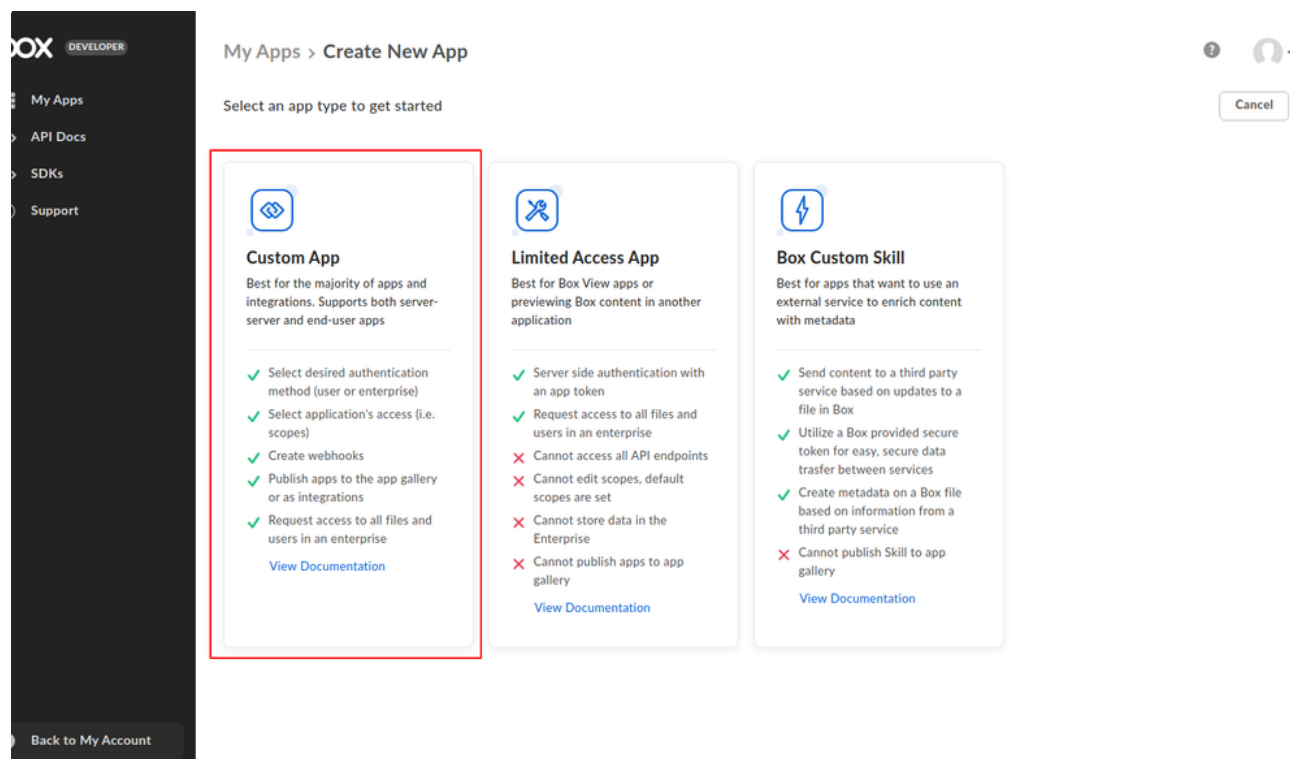 box DEVELOPER
My Apps
API Docs
SDKs
Support
Back to My Account
My Apps > Create New App
?
Select an app type to get started
Cancel
Custom App
Best for the majority of apps and
integrations. Supports both server-
server and end-user apps
Select desired authentication
method (user or enterprise)
Select application's access (i.e.
scopes)
Create webhooks
Publish apps to the app gallery
or as integrations
Request access to all files and
users in an enterprise
View Documentation
Limited Access App
Best for Box View apps or
previewing Box content in another
application
Server side authentication with
an app token
Request access to all files and
users in an enterprise
Cannot access all API endpoints
Cannot edit scopes, default
scopes are set
Cannot store data in the
Enterprise
Cannot publish apps to app
gallery
View Documentation
Box Custom Skill
Best for apps that want to use an
external service to enrich content
with metadata
Send content to a third party
service based on updates to a
file in Box
Utilize a Box provided secure
token for easy, secure data
trasfer between services
Create metadata on a Box file
based on information from a
third party service
Cannot publish Skill to app
gallery
View Documentation